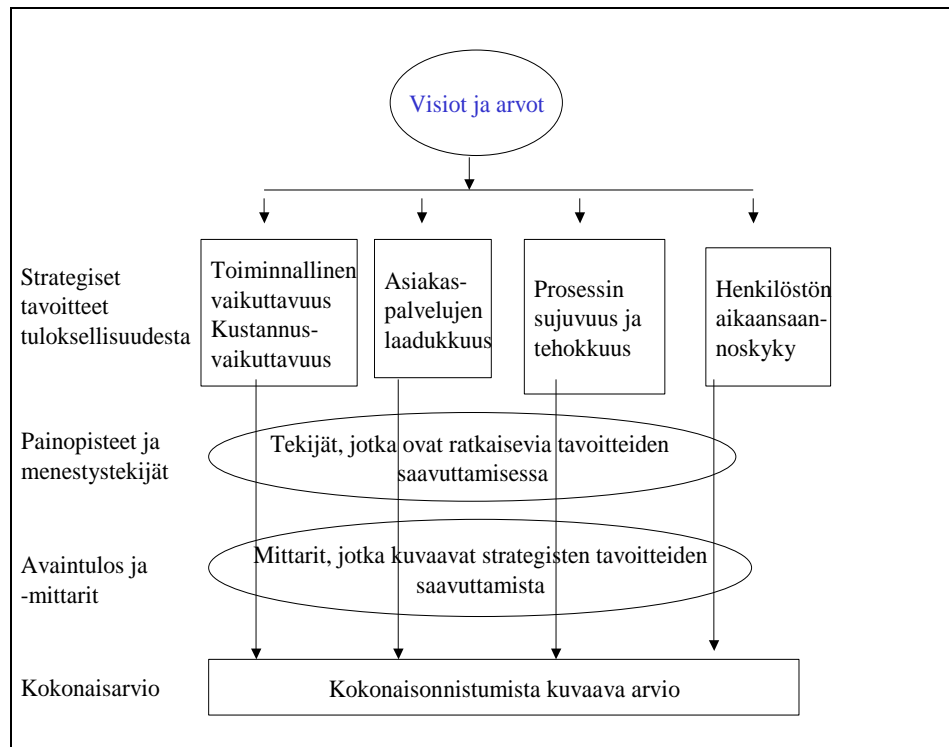 Visiot ja arvot
Strategiset
tavoitteet
tuloksellisuudesta
Toiminnallinen
vaikuttavuus
Kustannus-
vaikuttavuus
Asiakas-
palvelujen
laadukkuus
Prosessin
sujuvuus ja
tehokkuus
Henkilöstön
aikaansaan-
noskyky
Painopisteet ja
menestystekijät
Tekijät, jotka ovat ratkaisevia tavoitteiden
saavuttamisessa
Avaintulos ja
-mittarit
Mittarit, jotka kuvaavat strategisten tavoitteiden
saavuttamista
Kokonaisarvio
Kokonaisonnistumista kuvaava arvio